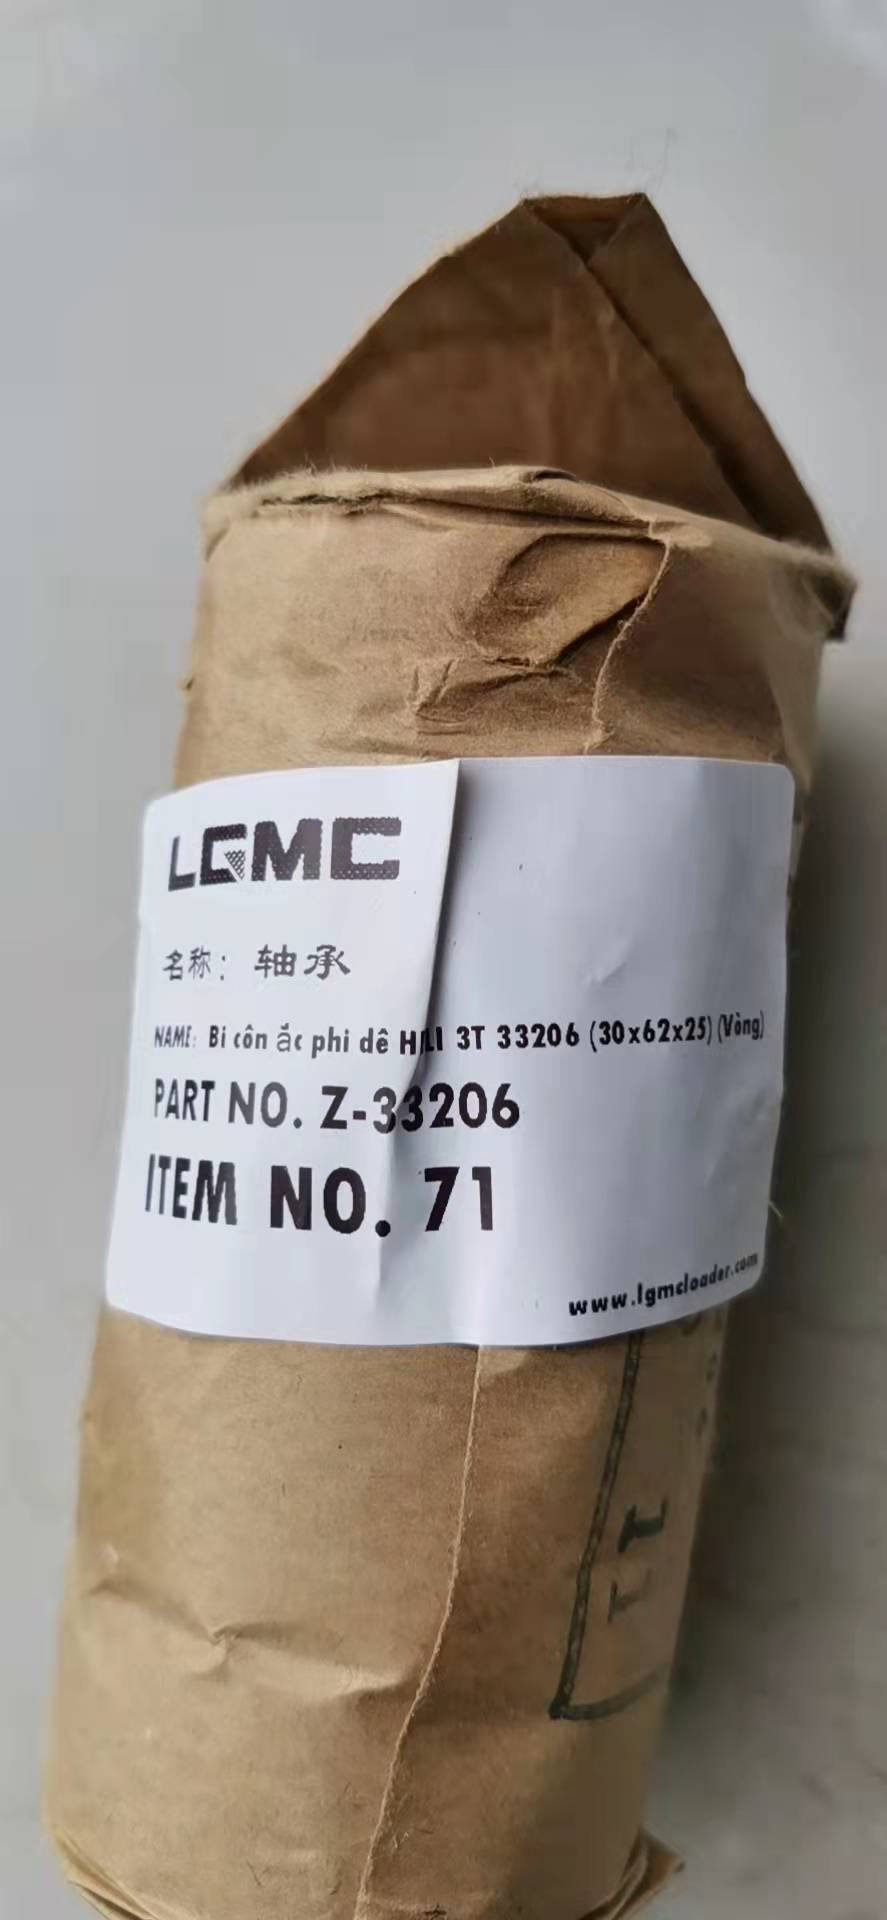 LGMC
名称：轴承
NAME: Bi côn ắc phi dê HELI 3T 33206 (30x62x25) (Vòng)
PART NO. Z-33206
ITEM NO. 71
www.lgmcloader.com